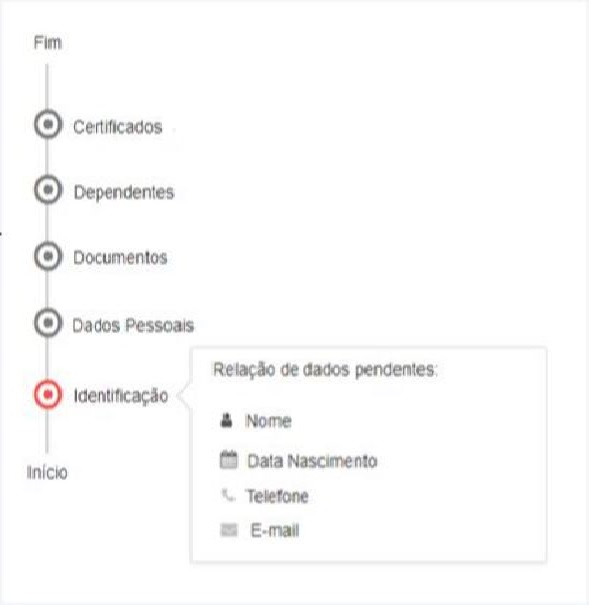 Fim
Certificados
Dependentes
Documentos
Dados Pessoais
Relação de dados pendentes:
Identificação
Nome
Data Nascimento
Início
Telefone
E-mail